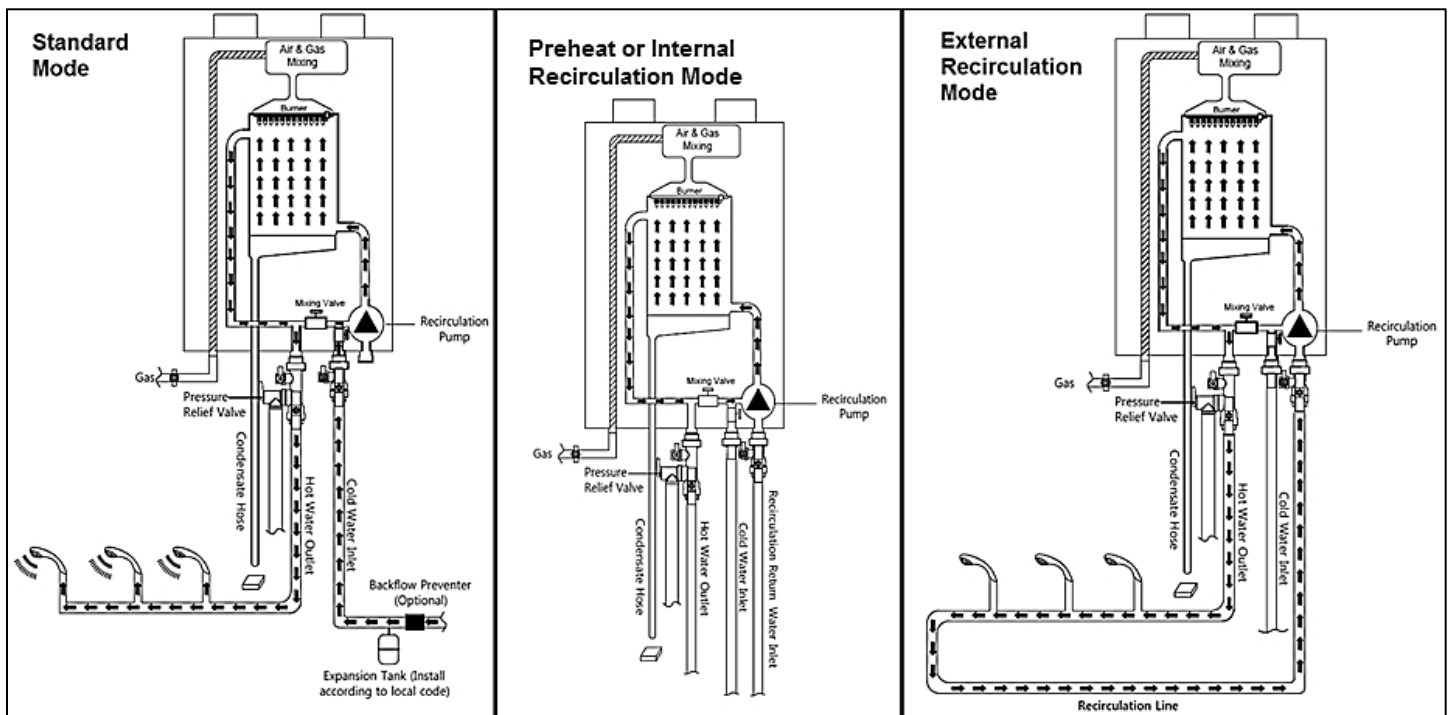 Standard
Mode
Air & Gas
Mixing
Burner
Mixing Valve
Recirculation
Pump
Gas
Pressure
Relief Valve
Condensate Hose
Hot Water Outlet
Cold Water Inlet
Backflow Preventer
(Optional)
Expansion Tank (Install
according to local code)
Preheat or Internal
Recirculation Mode
Air & Gas
Mixing
Burner
Mixing Valve
Recirculation
Pump
Gas
Pressure
Relief Valve
Condensate Hose
Hot Water Outlet
Cold Water Inlet
Recirculation Return Water Inlet
External
Recirculation
Mode
Air & Gas
Mixing
Burner
Mixing Valve
Recirculation
Pump
Gas
Pressure
Relief Valve
Condensate Hose
Hot Water Outlet
Cold Water Inlet
Recirculation Line